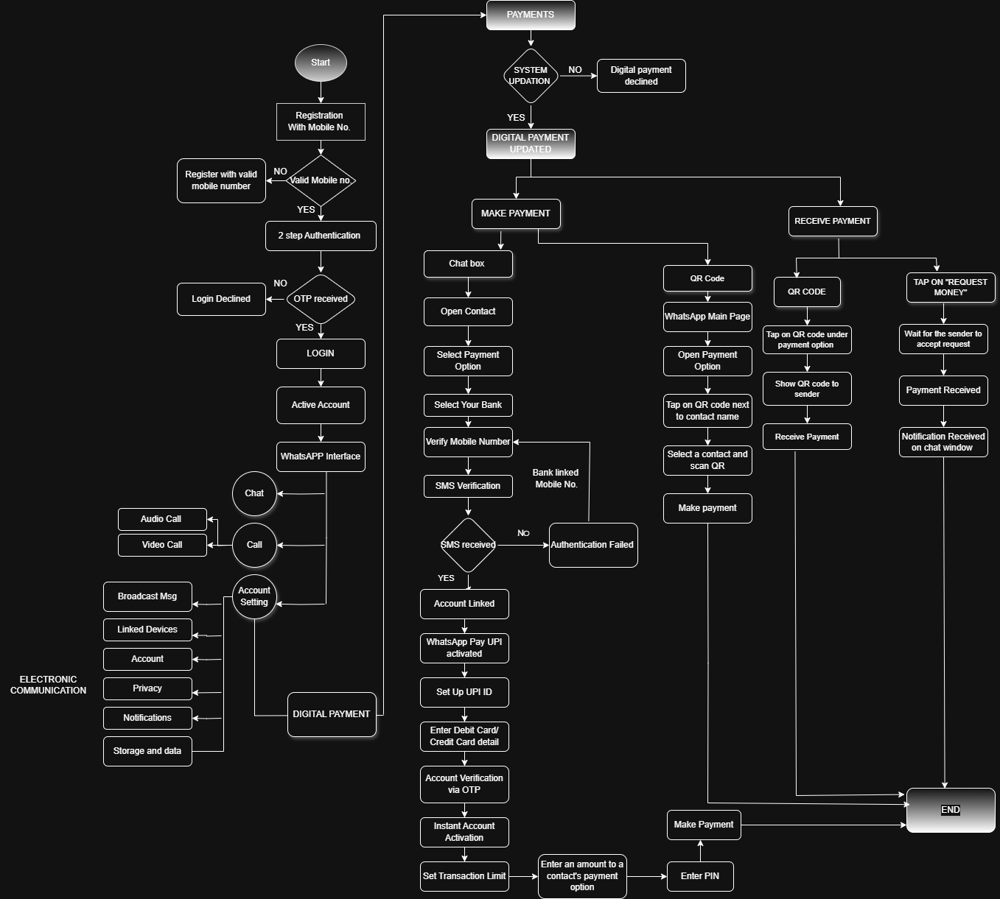 PAYMENTS
SYSTEM
UPDATION
NO
Digital payment
declined
YES
DIGITAL PAYMENT
UPDATED
Start
Registration
With Mobile No.
Valid Mobile no.
NO
Register with valid
mobile number
YES
2 step Authentication
OTP received
NO
Login Declined
YES
LOGIN
Active Account
WhatsAPP Interface
Chat
Call
Audio Call
Video Call
Account
Setting
Broadcast Msg
Linked Devices
Account
Privacy
Notifications
Storage and data
ELECTRONIC
COMMUNICATION
DIGITAL PAYMENT
MAKE PAYMENT
Chat box
Open Contact
Select Payment
Option
Select Your Bank
Verify Mobile Number
SMS Verification
Bank linked
Mobile No.
SMS received
No
Authentication Failed
YES
Account Linked
WhatsApp Pay UPI
activated
Set Up UPI ID
Enter Debit Card/
Credit Card detail
Account Verification
via OTP
Instant Account
Activation
Set Transaction Limit
Enter an amount to a
contact's payment
option
Enter PIN
Make Payment
QR Code
WhatsApp Main Page
Open Payment
Option
Tap on QR code next
to contact name
Select a contact and
scan QR
Make payment
RECEIVE PAYMENT
QR CODE
Tap on QR code under
payment option
Show QR code to
sender
Receive Payment
TAP ON "REQUEST
MONEY"
Wait for the sender to
accept request
Payment Received
Notification Received
on chat window
END